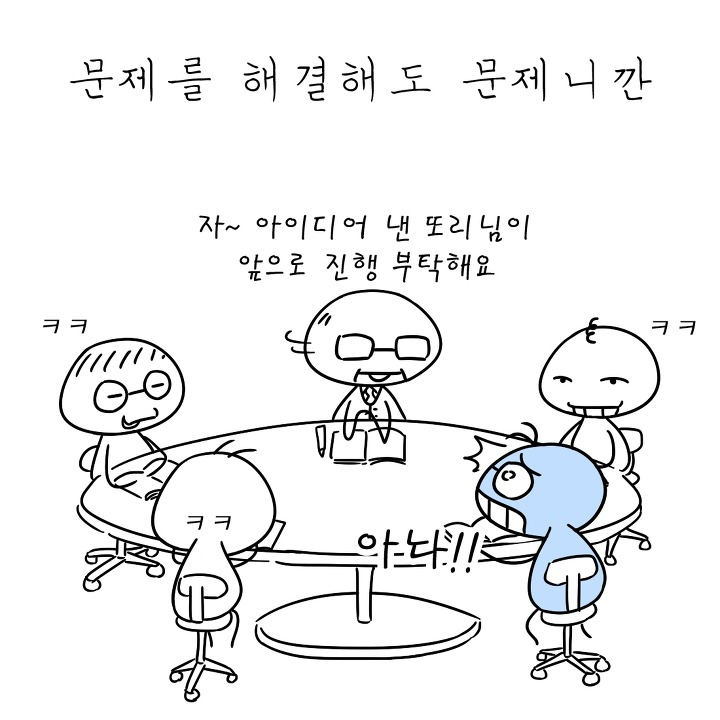 문제를 해결해도 문제니깐
자~ 아이디어 낸 또리님이
앞으로 진행 부탁해요
ㅋㅋ
ㅋㅋ
ㅋㅋ
아놔!!